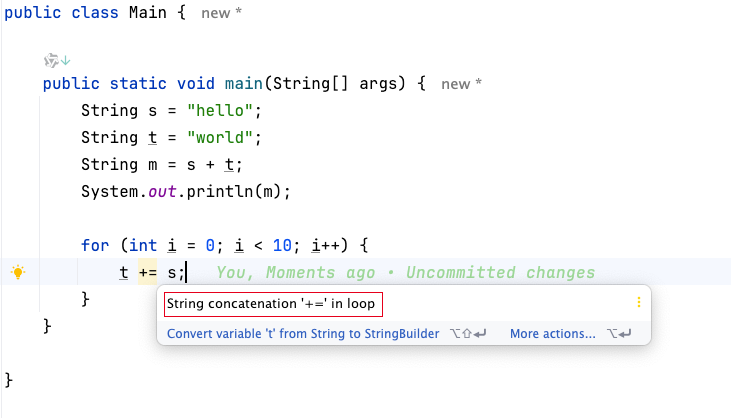 public class Main {  new *
public static void main(String[] args) {  new *
String s = "hello";
String t = "world";
String m = s + t;
System.out.println(m);
for (int i = 0; i < 10; i++) {
t += s;  You, Moments ago • Uncommitted changes
}
String concatenation '+=' in loop
Convert variable 't' from String to StringBuilder ⌥⇧↩ More actions... ⌥↩
}
}